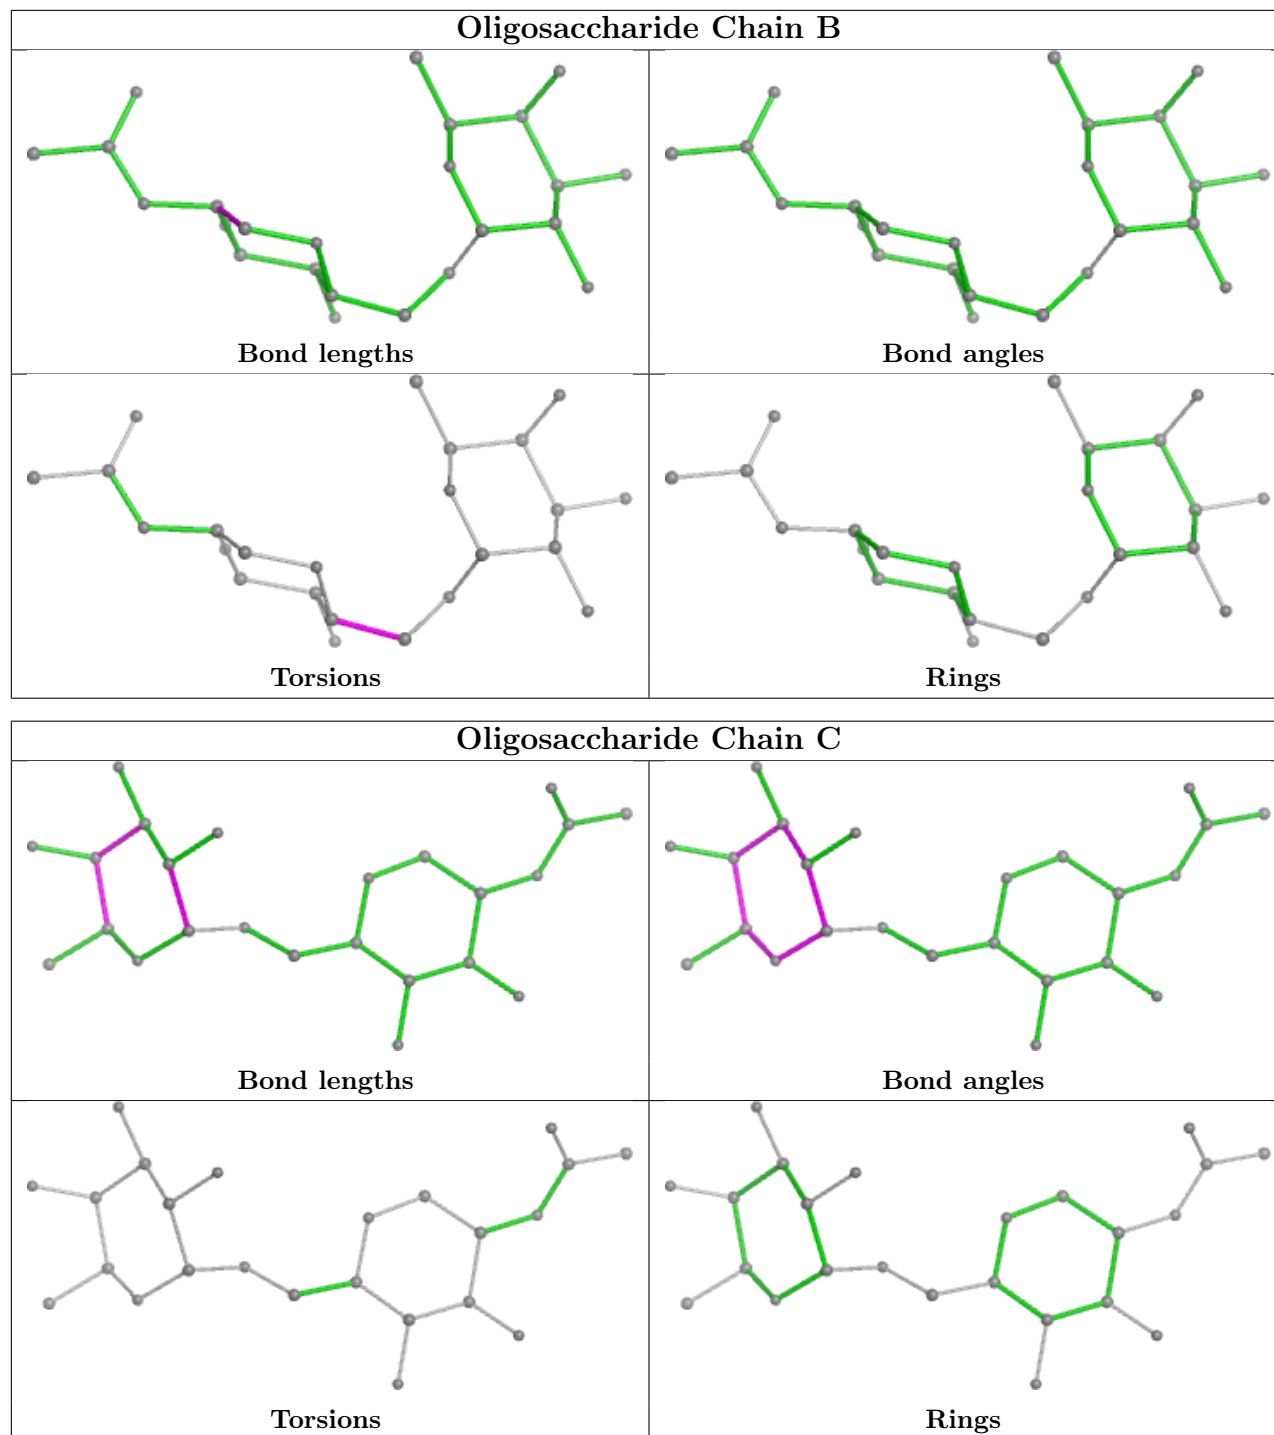 Oligosaccharide Chain B
Bond lengths
Bond angles
Torsions
Rings
Oligosaccharide Chain C
Bond lengths
Bond angles
Torsions
Rings